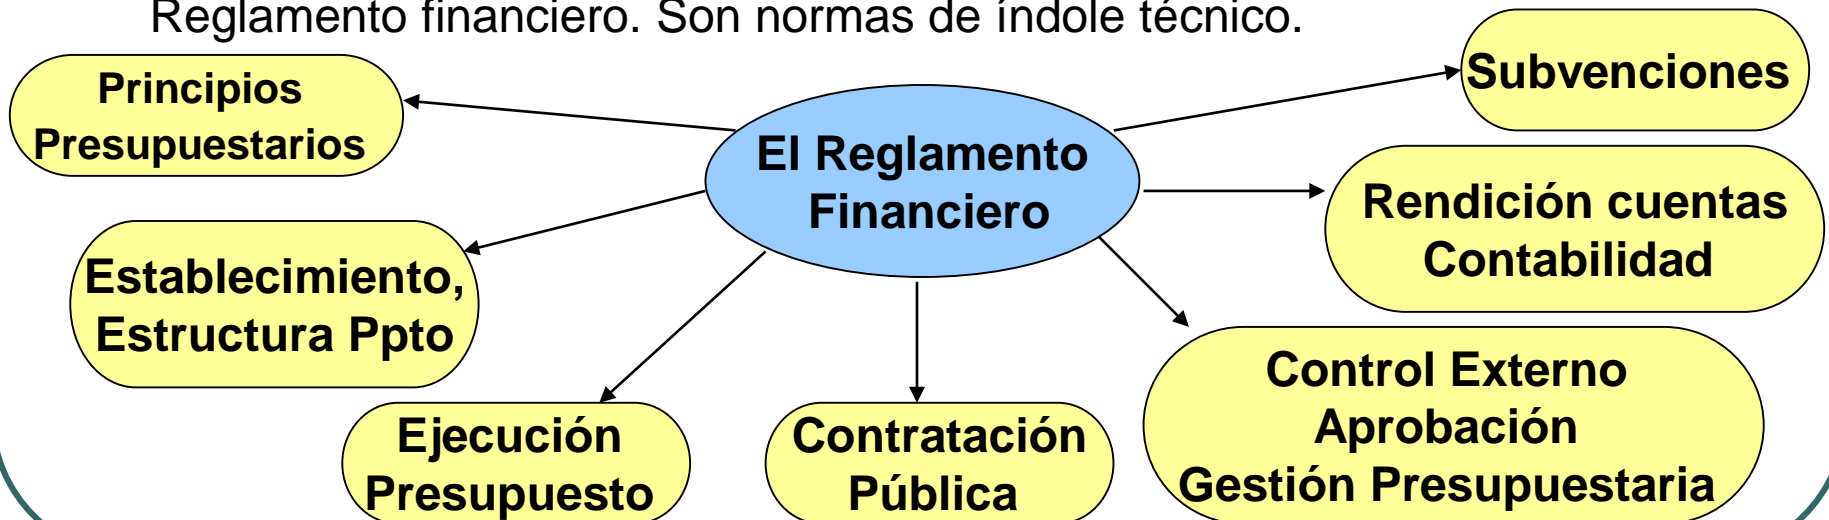 Reglamento financiero. Son normas de índole técnico.
Principios
Presupuestarios
El Reglamento
Financiero
Subvenciones
Rendición cuentas
Contabilidad
Establecimiento,
Estructura Ppto
Ejecución
Presupuesto
Contratación
Pública
Control Externo
Aprobación
Gestión Presupuestaria